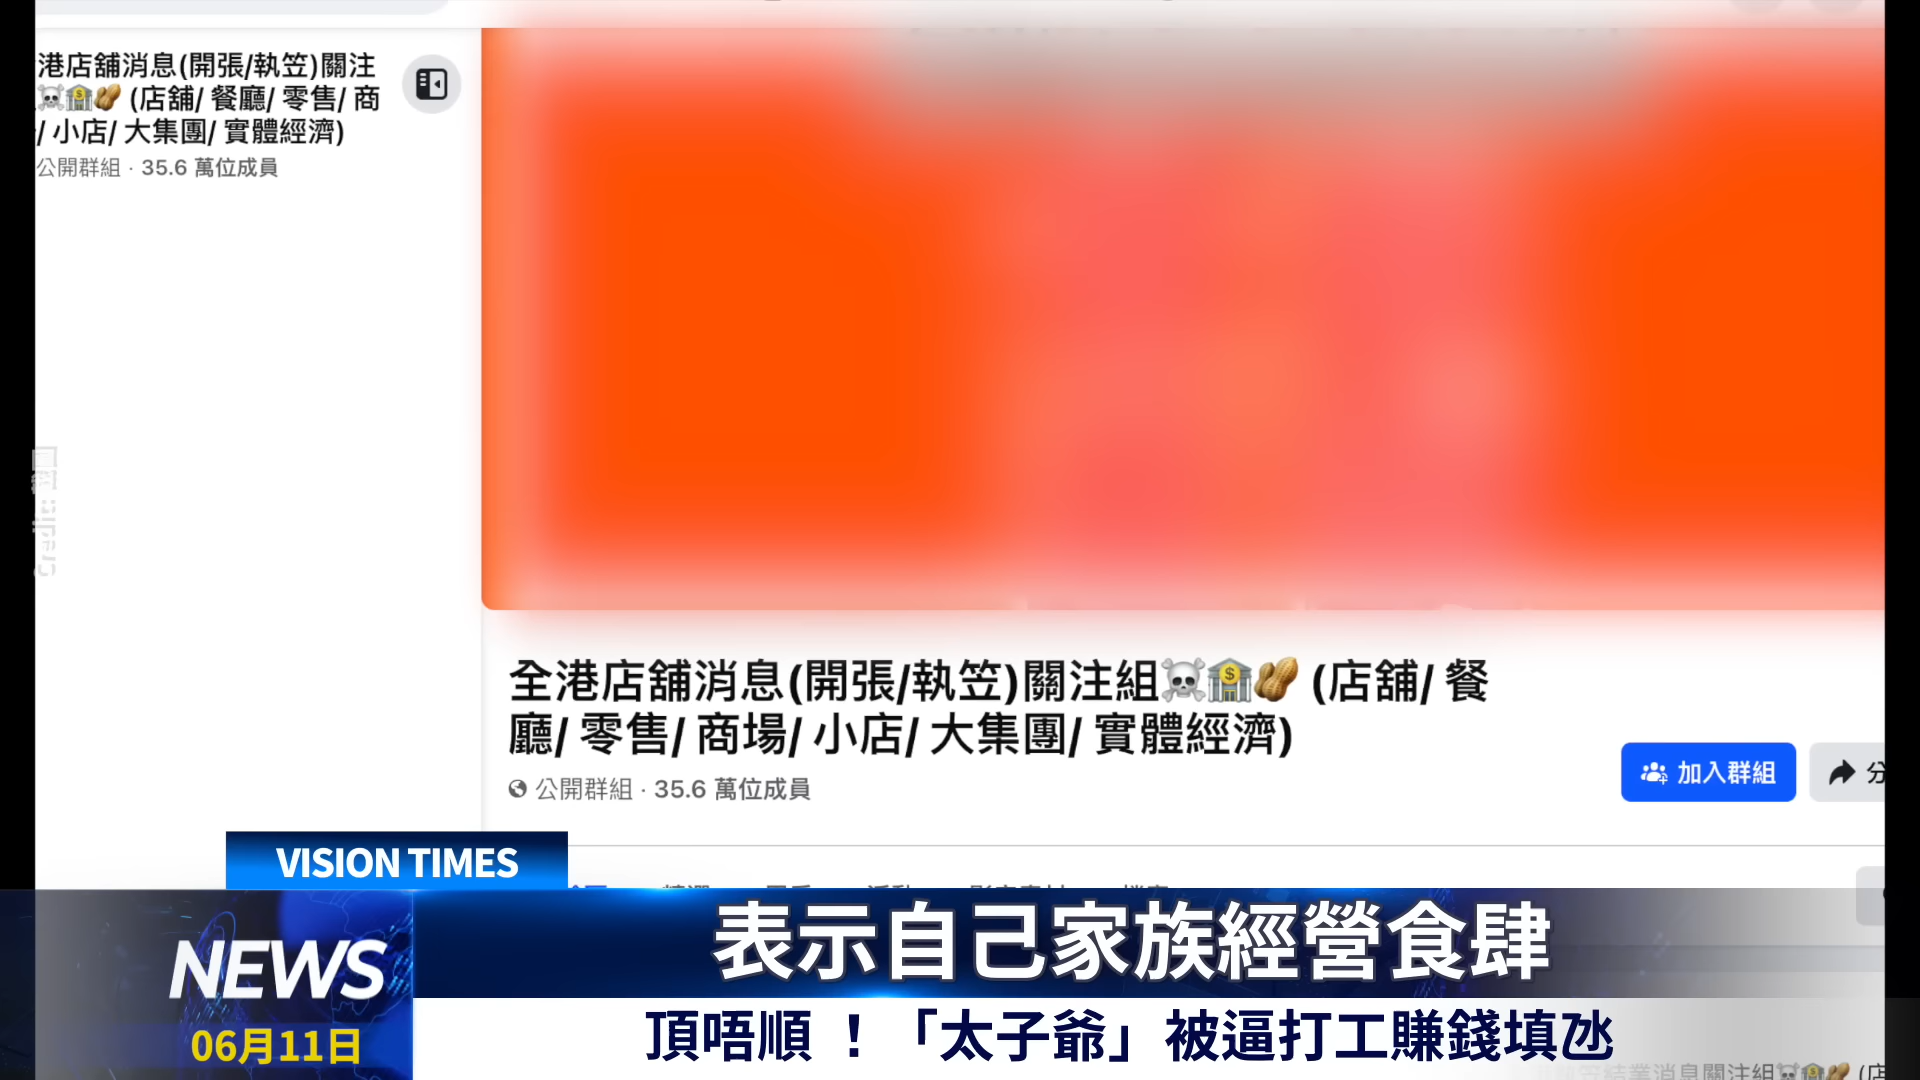 港店舖消息(開張/執笠)關注
☠️🏦🥜 (店舖/ 餐廳/ 零售/ 商
/ 小店/ 大集團/ 實體經濟)
公開群組 · 35.6 萬位成員
全港店舖消息(開張/執笠)關注組☠️🏦🥜 (店舖/ 餐
廳/ 零售/ 商場/ 小店/ 大集團/ 實體經濟)
公開群組 · 35.6 萬位成員
加入群組
VISION TIMES
NEWS
06月11日
表示自己家族經營食肆
頂唔順！「太子爺」被逼打工賺錢填氹